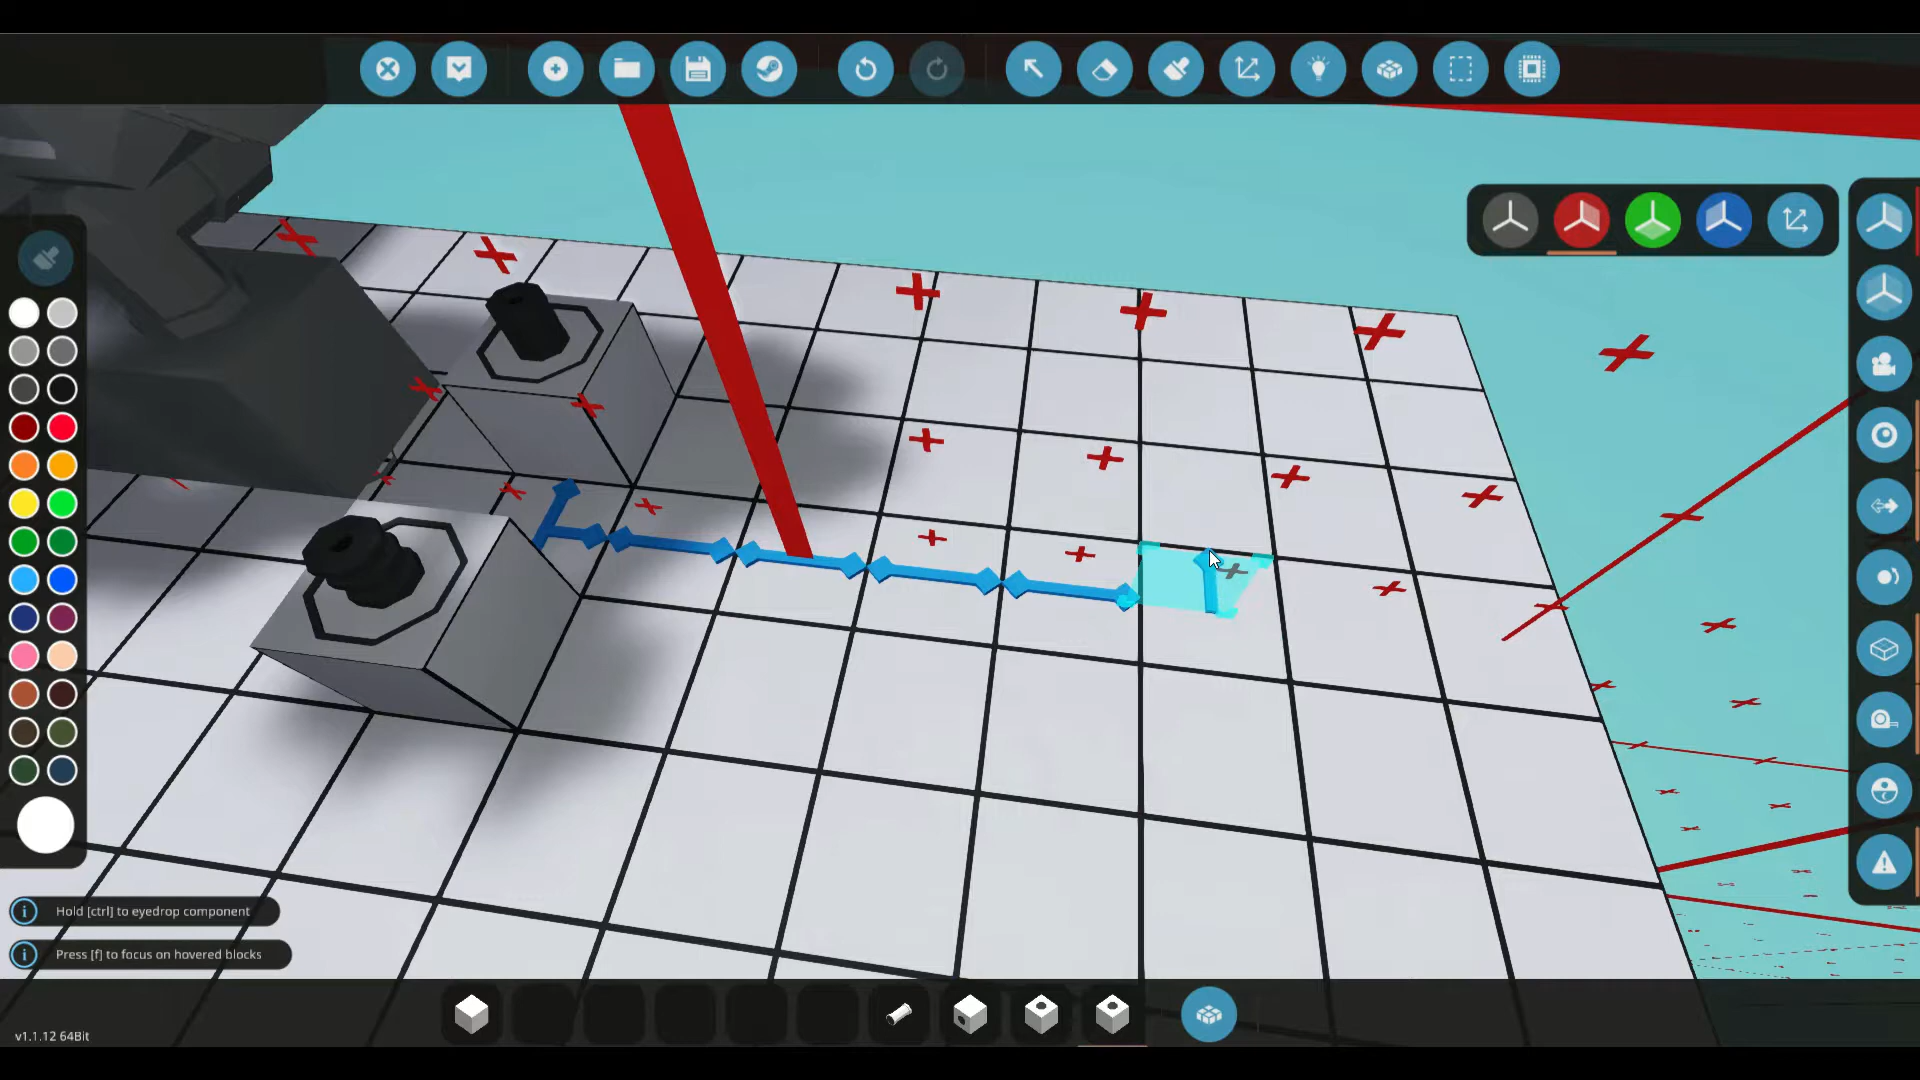 Hold [ctrl] to eyedrop component
Press [f] to focus on hovered blocks
v1.1.12 64Bit